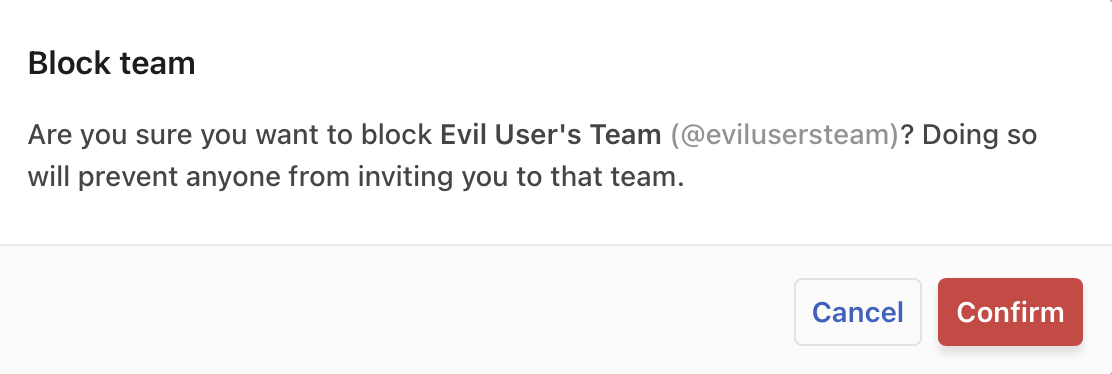 Block team
Are you sure you want to block Evil User's Team (@evilusersteam)? Doing so
will prevent anyone from inviting you to that team.
Cancel
Confirm